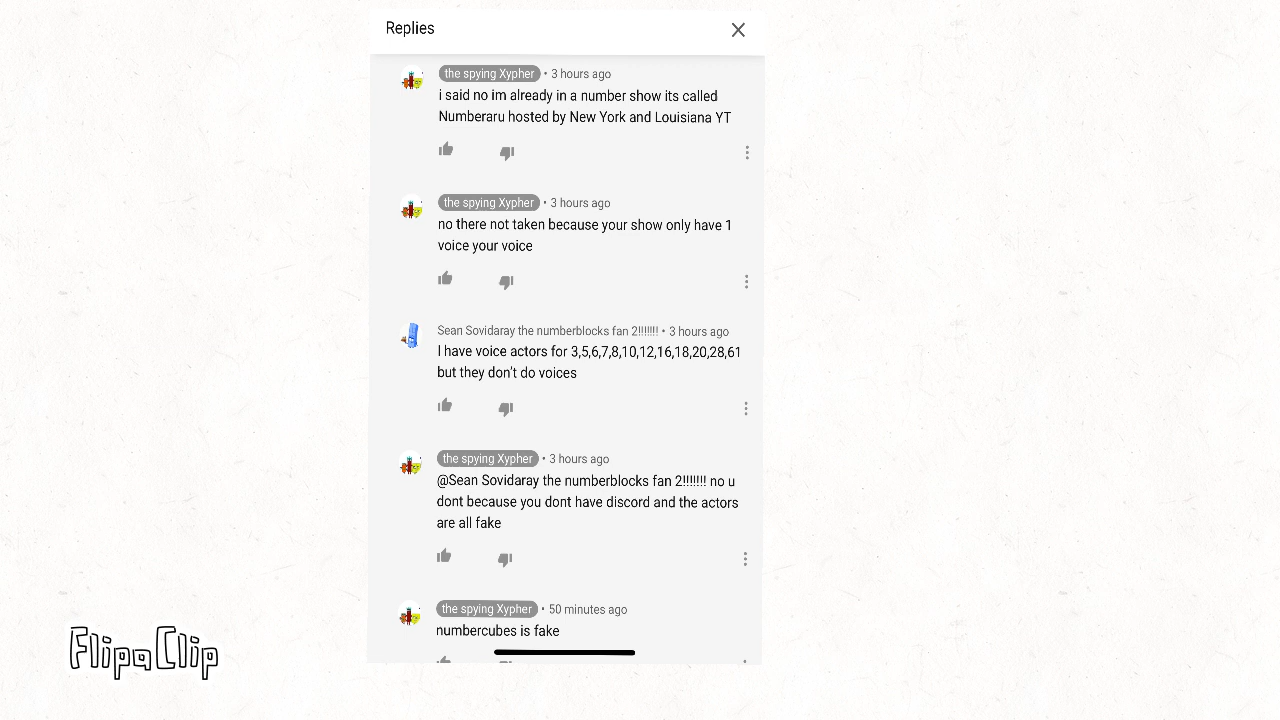 Replies
the spying Xypher • 3 hours ago
i said no im already in a number show its called
Numberaru hosted by New York and Louisiana YT
the spying Xypher • 3 hours ago
no there not taken because your show only have 1
voice your voice
Sean Sovidaray the numberblocks fan 2!!!!!!! • 3 hours ago
I have voice actors for 3,5,6,7,8,10,12,16,18,20,28,61
but they don't do voices
the spying Xypher • 3 hours ago
@Sean Sovidaray the numberblocks fan 2!!!!!!! no u
dont because you dont have discord and the actors
are all fake
the spying Xypher • 50 minutes ago
numbercubes is fake
FlipaClip